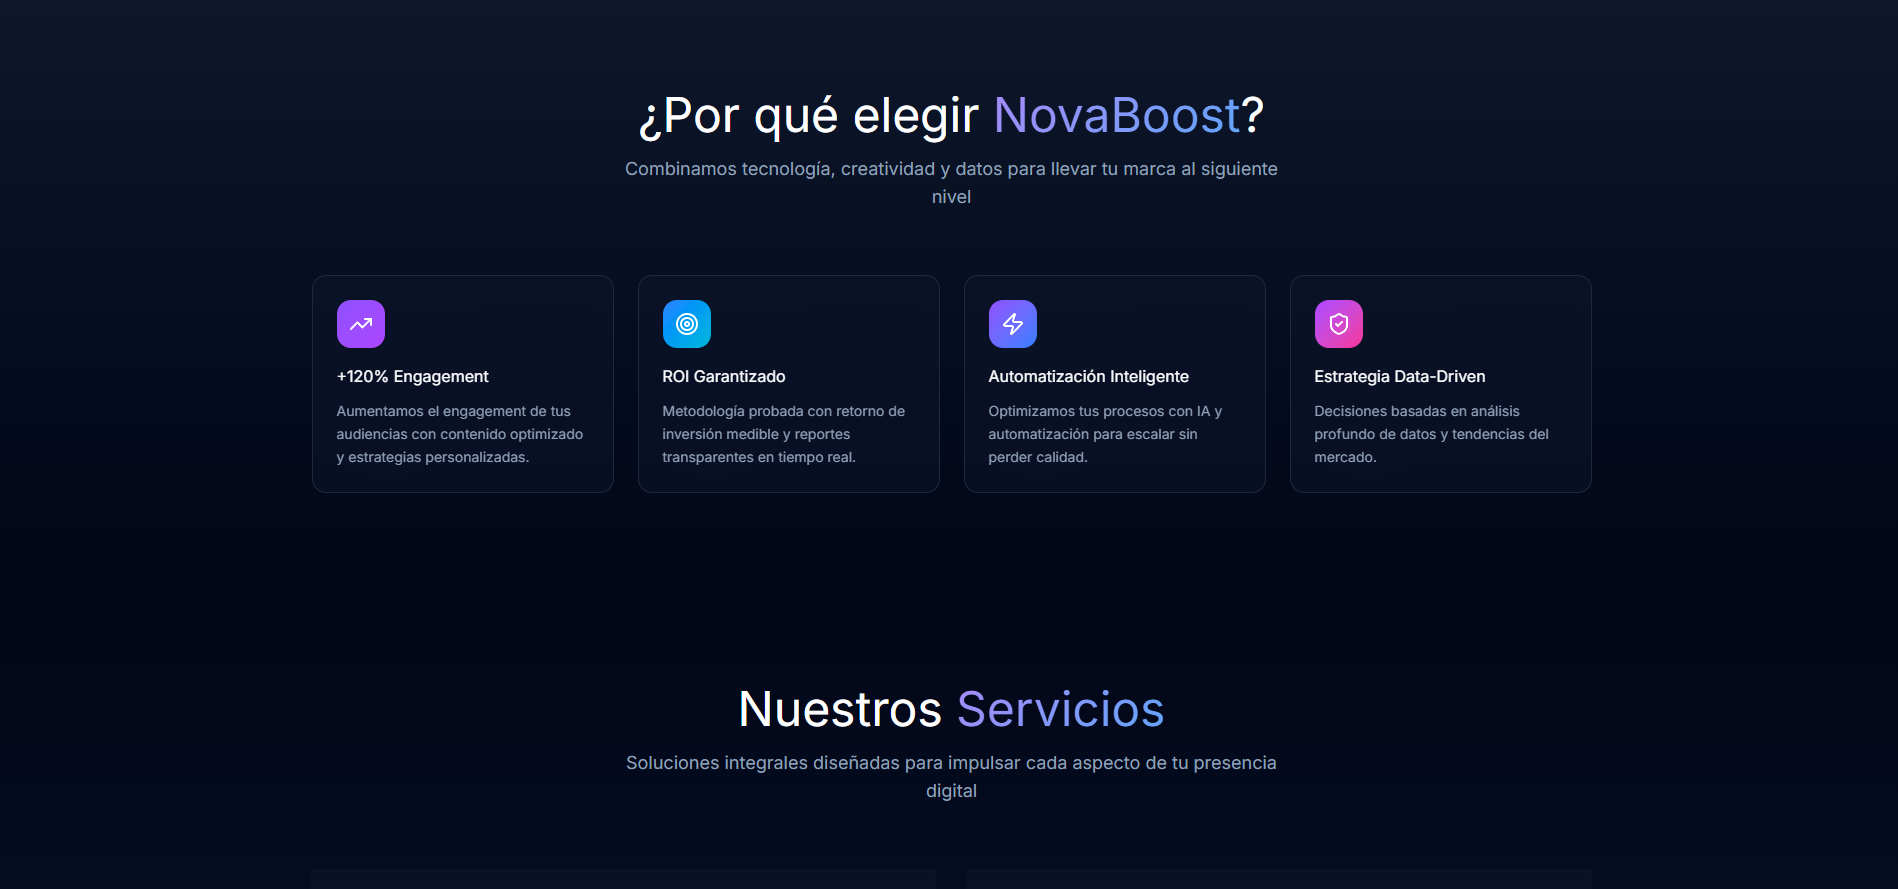 ¿Por qué elegir NovaBoost?
Combinamos tecnología, creatividad y datos para llevar tu marca al siguiente
nivel
+120% Engagement
Aumentamos el engagement de tus
audiencias con contenido optimizado
y estrategias personalizadas.
ROI Garantizado
Metodología probada con retorno de
inversión medible y reportes
transparentes en tiempo real.
Automatización Inteligente
Optimizamos tus procesos con IA y
automatización para escalar sin
perder calidad.
Estrategia Data-Driven
Decisiones basadas en análisis
profundo de datos y tendencias del
mercado.
Nuestros Servicios
Soluciones integrales diseñadas para impulsar cada aspecto de tu presencia
digital